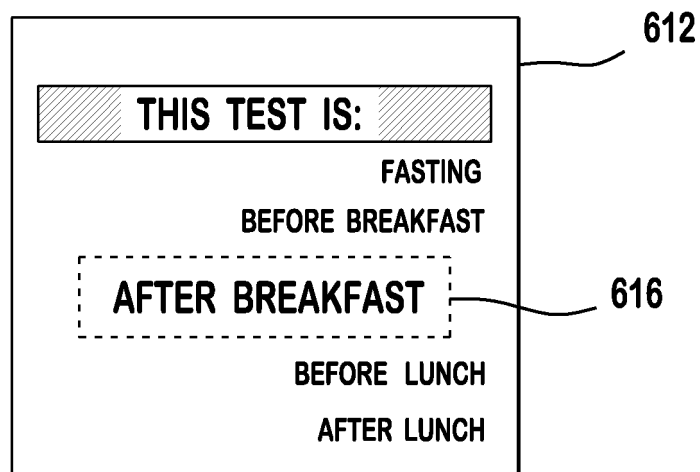 612
THIS TEST IS:
FASTING
BEFORE BREAKFAST
AFTER BREAKFAST
616
BEFORE LUNCH
AFTER LUNCH